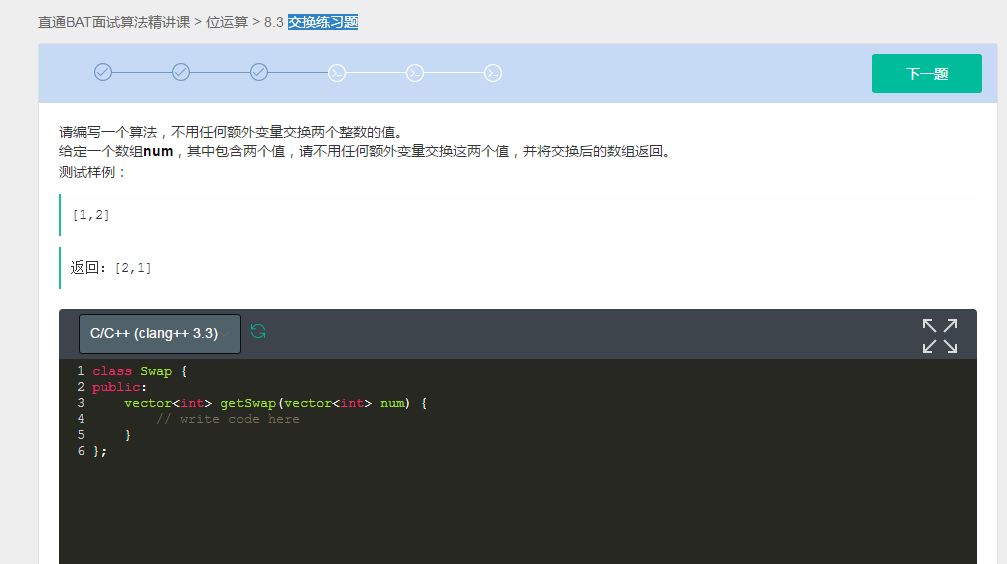 直通BAT面试算法精讲课 > 位运算 > 8.3 交换练习题
下一题
请编写一个算法，不用任何额外变量交换两个整数的值。
给定一个数组num，其中包含两个值，请不用任何额外变量交换这两个值，并将交换后的数组返回。
测试样例：
[1,2]
返回：[2,1]
C/C++ (clang++ 3.3)
1 class Swap {
2 public:
3     vector<int> getSwap(vector<int> num) {
4         // write code here
5     }
6 };